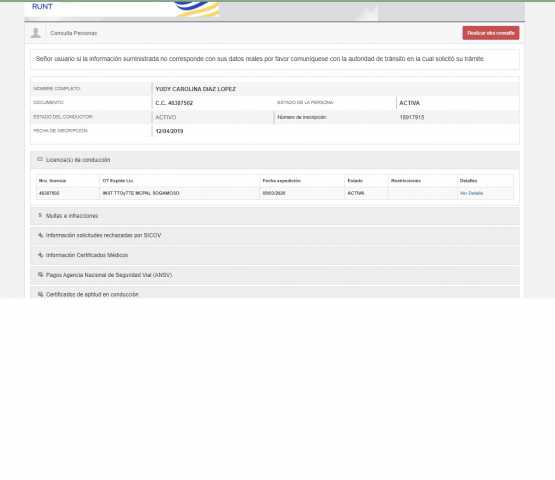 RUNT
Consulta Personas
Realizar otra consulta
Señor usuario si la información suministrada no corresponde con sus datos reales por favor comuníquese con la autoridad de tránsito en la cual solicitó su trámite.
NOMBRE COMPLETO: YUDY CAROLINA DIAZ LOPEZ
DOCUMENTO: C.C. 46387502 ESTADO DE LA PERSONA: ACTIVA
ESTADO DEL CONDUCTOR: ACTIVO Número de inscripción: 18917915
FECHA DE INSCRIPCIÓN: 12/04/2019
Licencia(s) de conducción
Nro. licencia OT Expide Lic. Fecha expedición Estado Restricciones Detalles
46387502 INST TTOyTTE MCPAL SOGAMOSO 05/03/2020 ACTIVA Ver Detalle
$ Multas e infracciones
Información solicitudes rechazadas por SICOV
Información Certificados Médicos
Pagos Agencia Nacional de Seguridad Vial (ANSV)
Certificados de aptitud en conducción